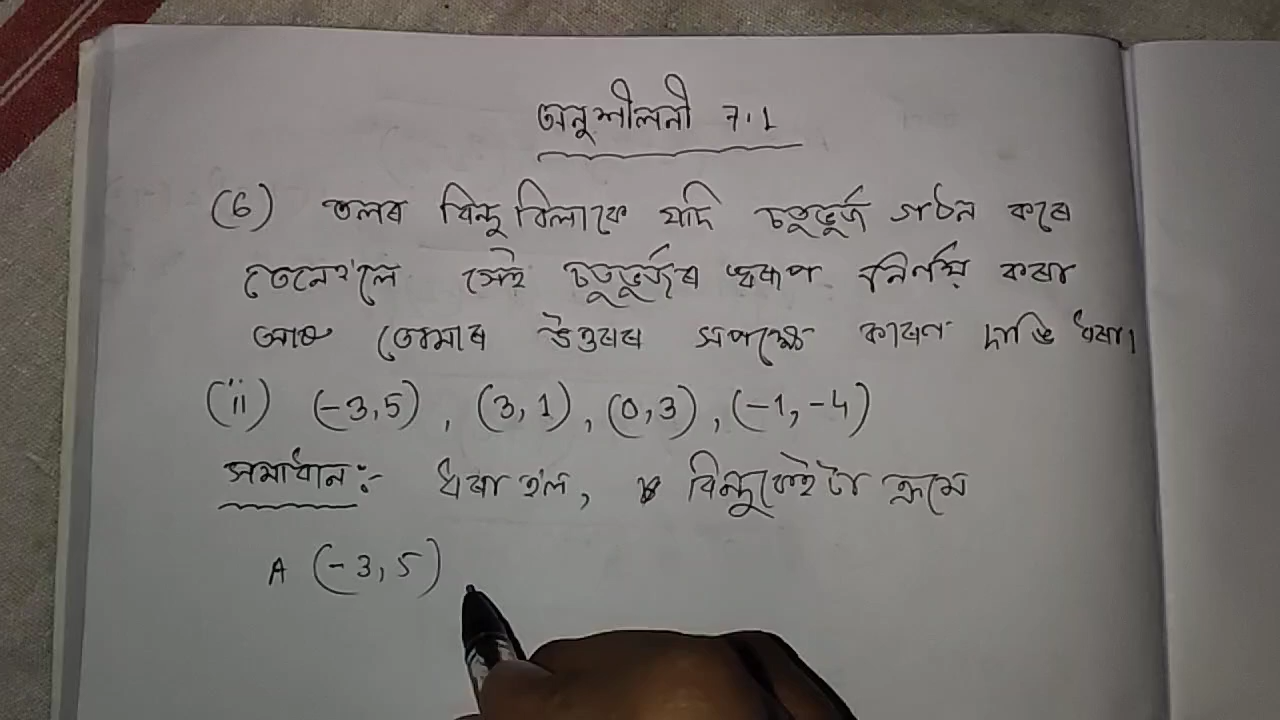 অনুশীলনী 7.1
(6) তলৰ বিন্দু বিলাকে যদি চতুৰ্ভুজ গঠন কৰে
তেনেহ'লে সেই চতুৰ্ভুজৰ স্বৰূপ নিৰ্ণয় কৰা
আৰু তোমাৰ উত্তৰৰ সপক্ষে কাৰণ দাঙি ধৰা।
(ii) (-3,5), (3,1), (0,3), (-1,-4)
সমাধান:- ধৰা হ'ল, বিন্দুকেইটা ক্ৰমে
A (-3,5)